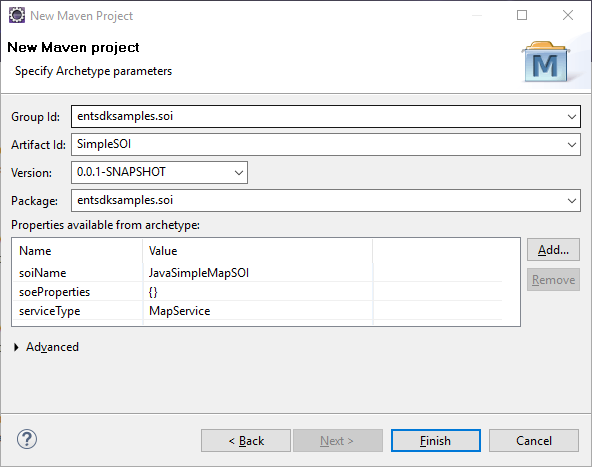 New Maven Project
New Maven project
Specify Archetype parameters
M
Group Id: entsdksamples.soi
Artifact Id: SimpleSOI
Version: 0.0.1-SNAPSHOT
Package: entsdksamples.soi
Properties available from archetype:
Name Value
Add...
soiName JavaSimpleMapSOI
Remove
soeProperties {}
serviceType MapService
Advanced
? < Back Next > Finish Cancel